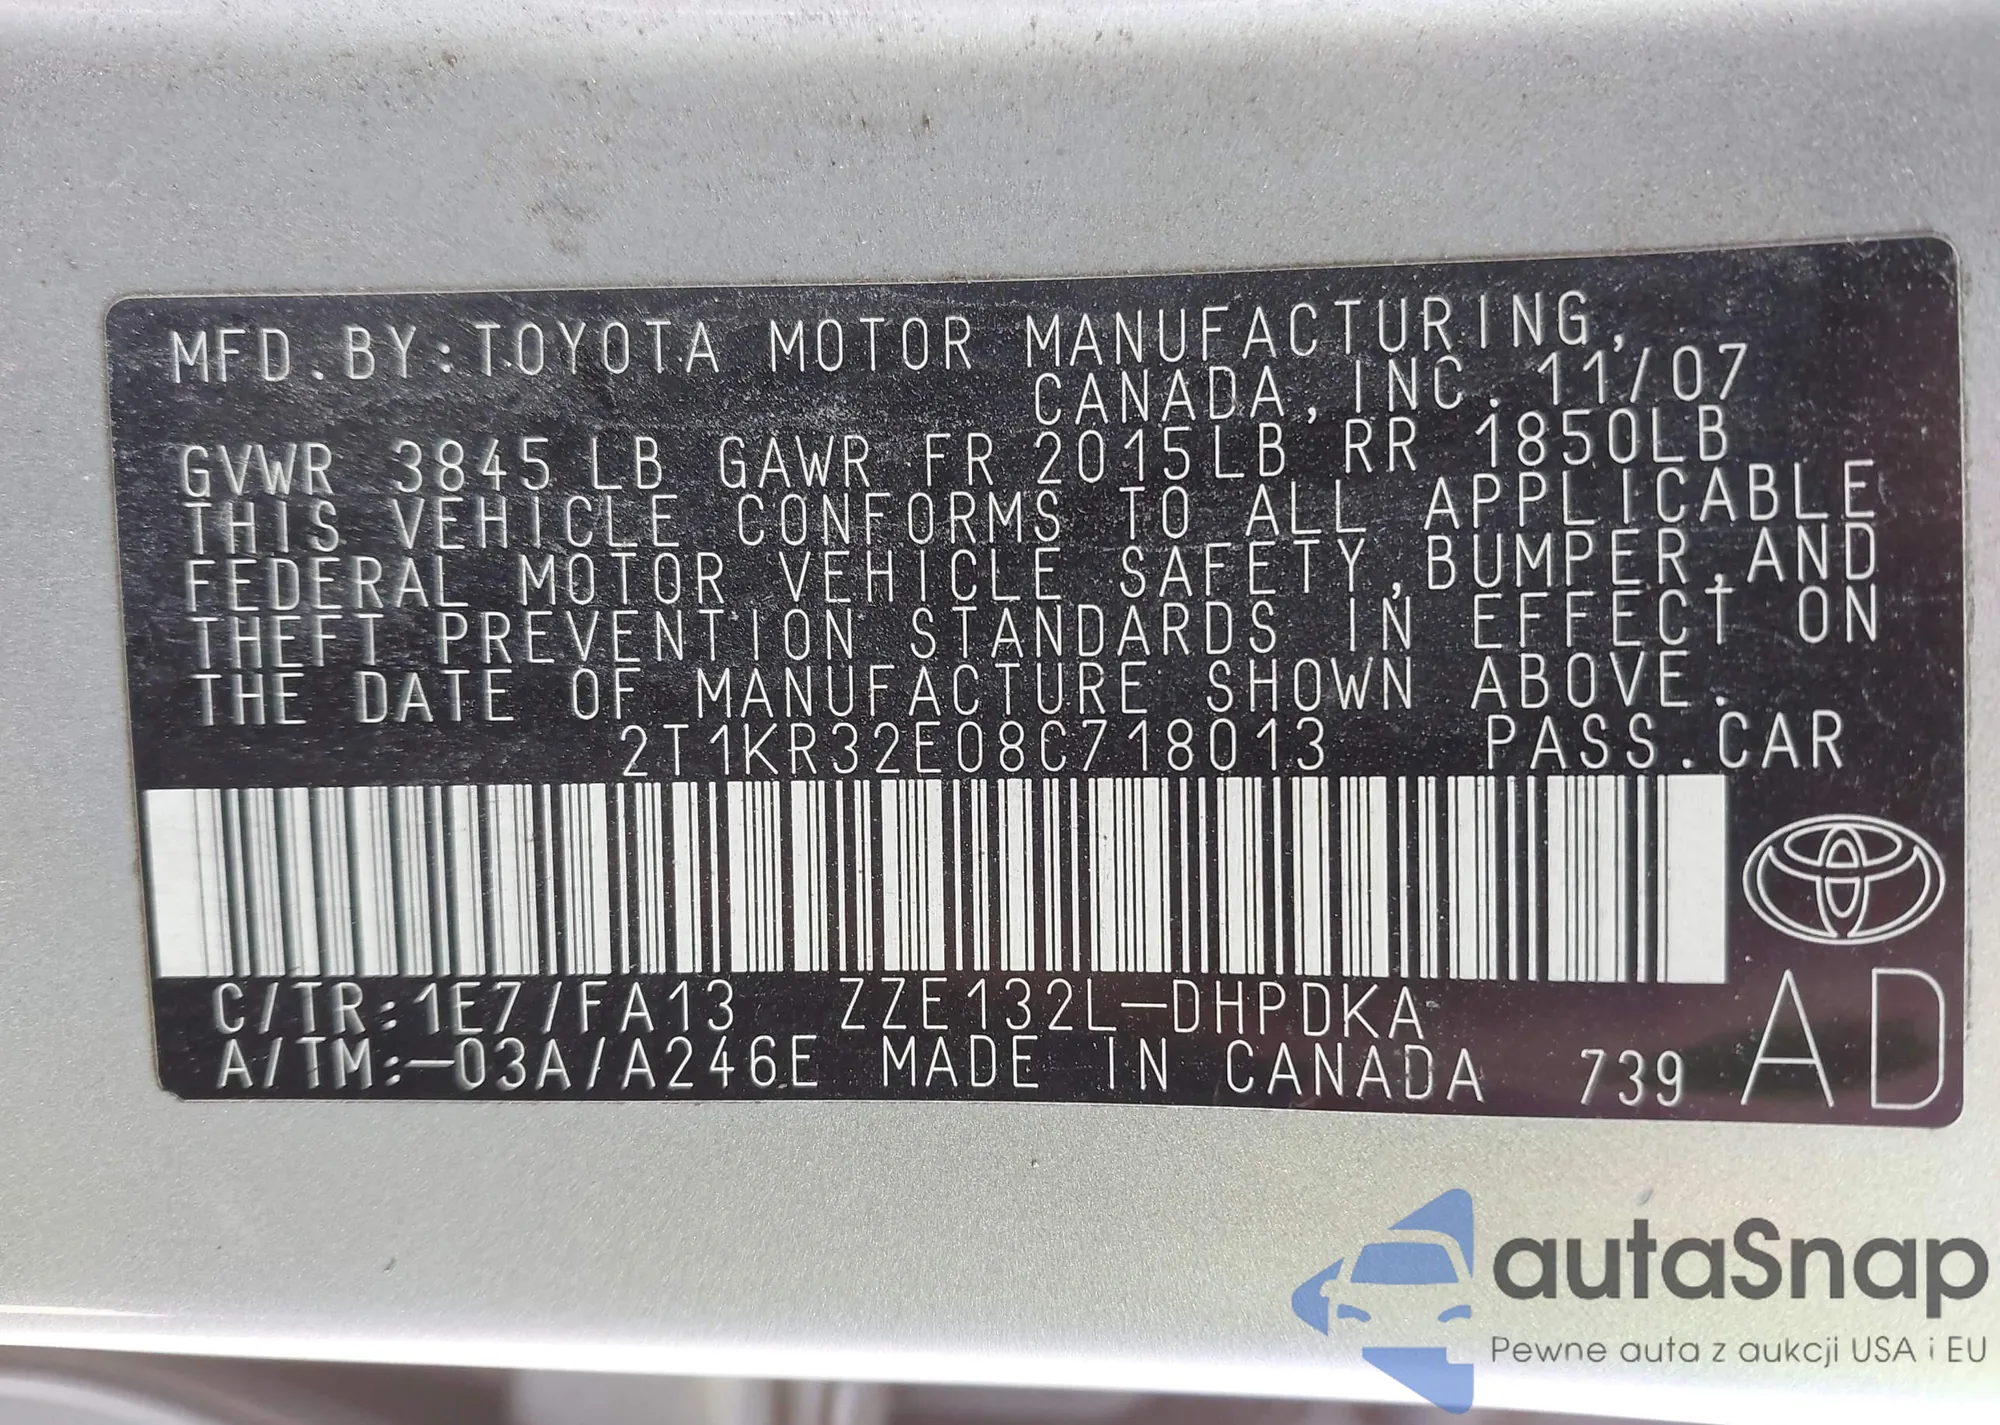 MFD.BY:TOYOTA MOTOR MANUFACTURING,
CANADA,INC. 11/07
GVWR 3845LB GAWR FR 2015LB RR 1850LB
THIS VEHICLE CONFORMS TO ALL APPLICABLE
FEDERAL MOTOR VEHICLE SAFETY,BUMPER,AND
THEFT PREVENTION STANDARDS IN EFFECT ON
THE DATE OF MANUFACTURE SHOWN ABOVE.
2T1KR32E08C718013 PASS.CAR
C/TR:1E7/FA13 ZZE132L-DHPDKA
A/TM:-03A/A246E MADE IN CANADA 739 AD
autaSnap
Pewne auta z aukcji USA i EU